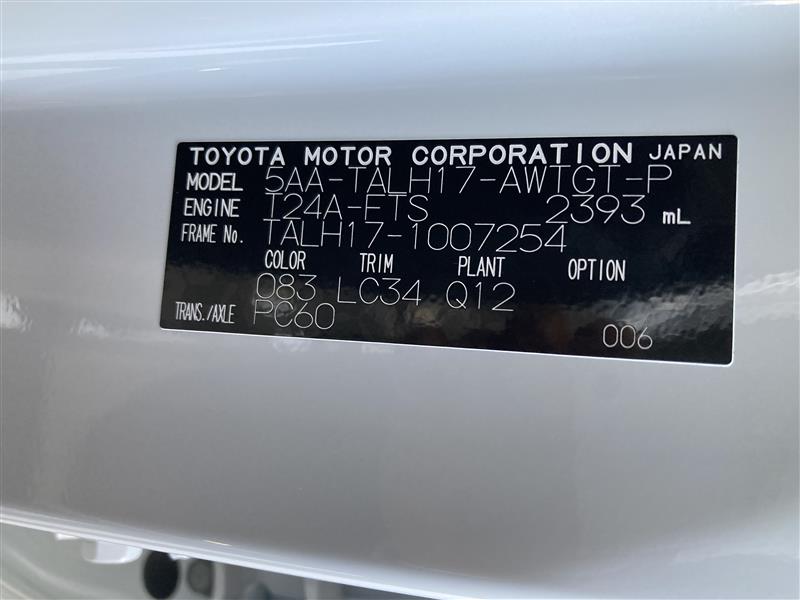 TOYOTA MOTOR CORPORATION JAPAN
MODEL 5AA-TALH17-AWTGT-P
ENGINE T24A-FTS 2393 mL
FRAME No. TALH17-1007254
COLOR TRIM PLANT OPTION
083 LC34 Q12
TRANS./AXLE PC60
006